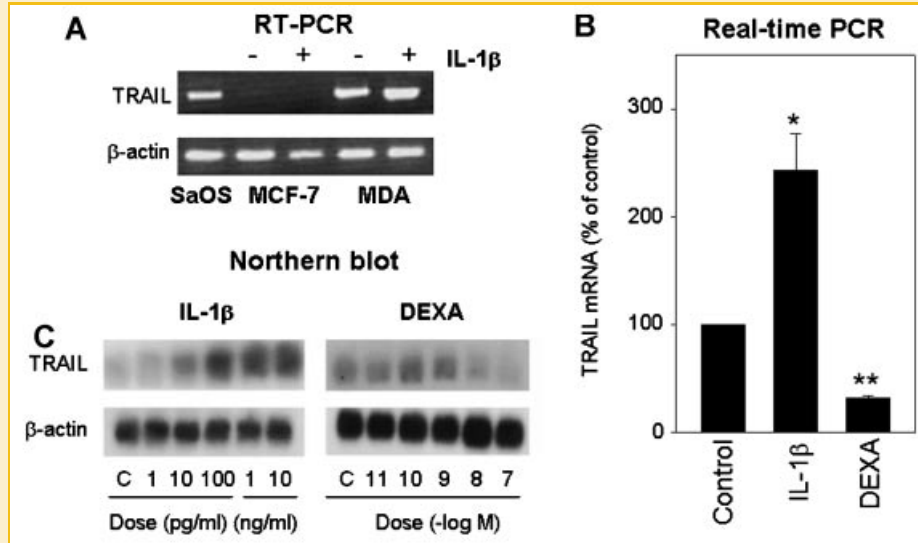 A
RT-PCR
- + - + IL-1β
TRAIL
β-actin
SaOS MCF-7 MDA
Northern blot
C
IL-1β DEXA
TRAIL
β-actin
C 1 10 100 1 10 C 11 10 9 8 7
Dose (pg/ml) (ng/ml) Dose (-log M)
B
Real-time PCR
TRAIL mRNA (% of control)
300
200
100
0
*
**
Control IL-1β DEXA